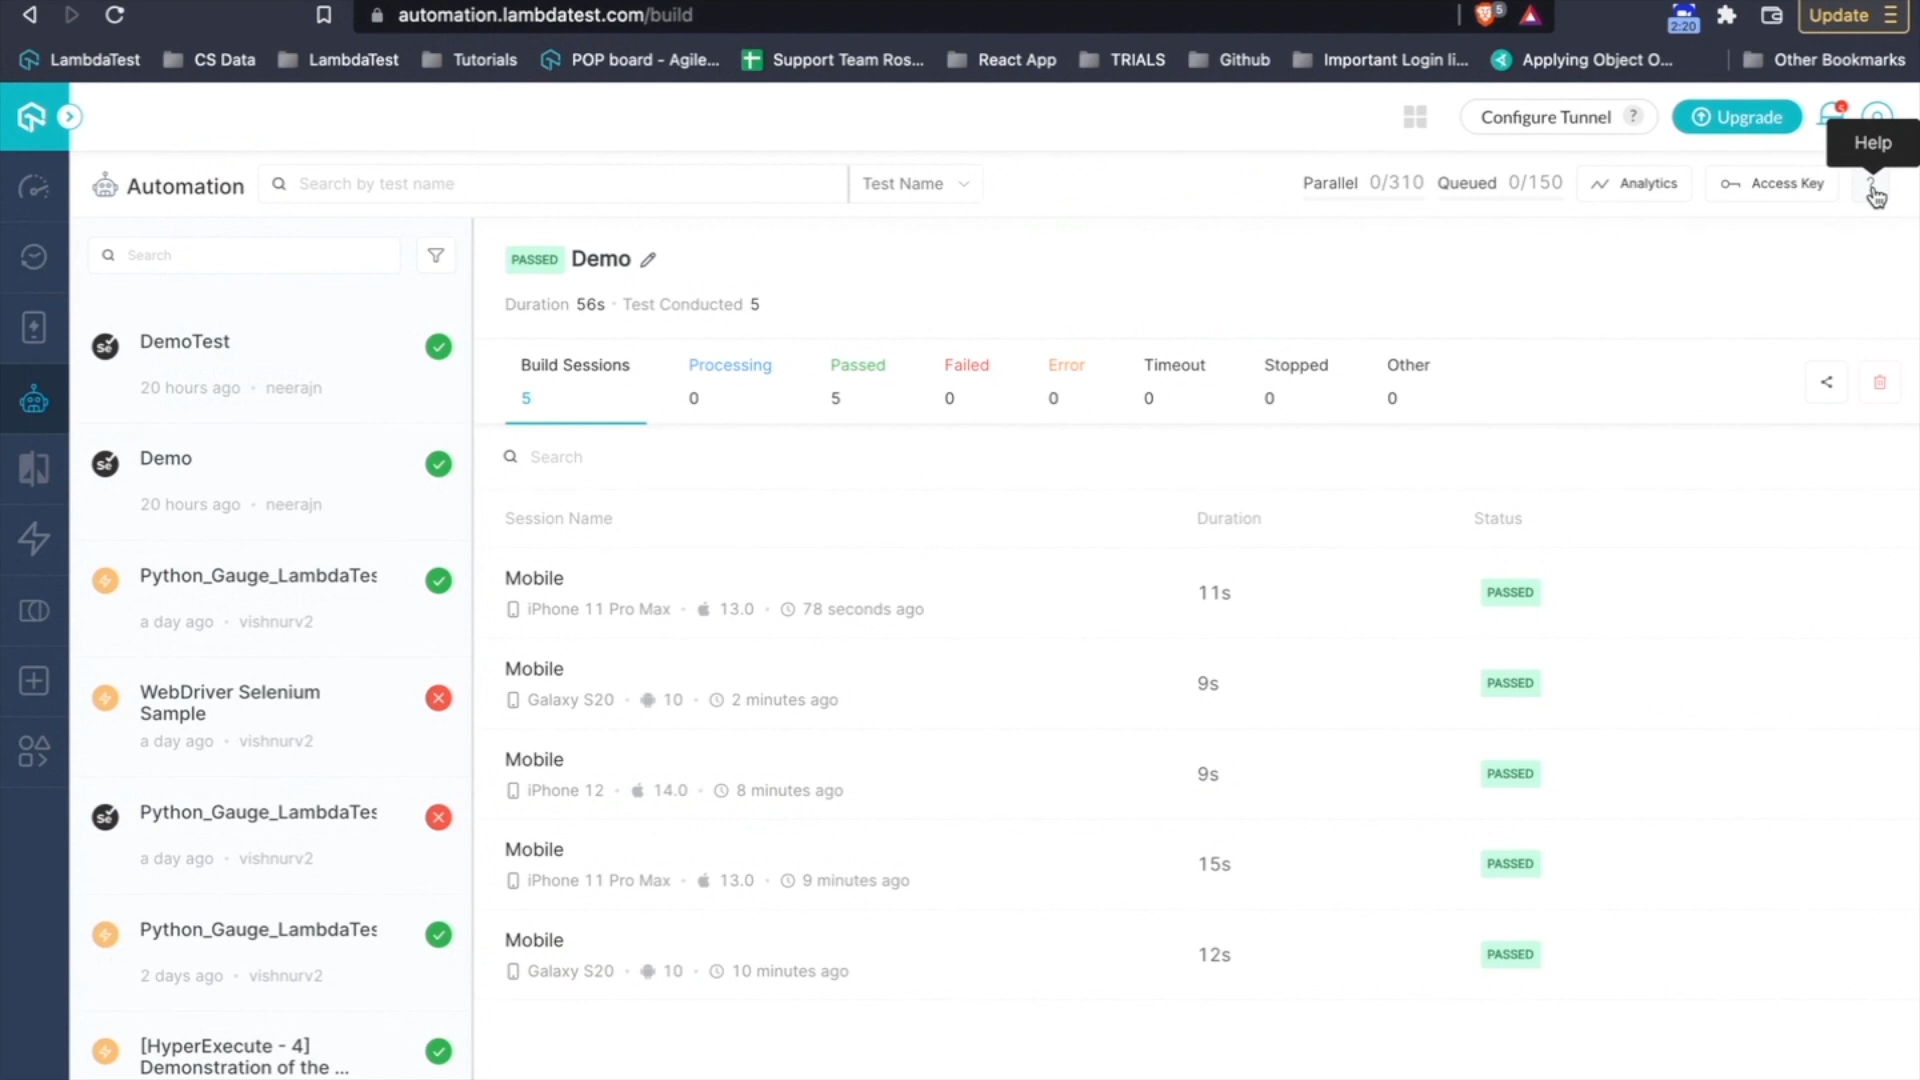 automation.lambdatest.com/build
5
2:20
Update
LambdaTest
CS Data
LambdaTest
Tutorials
POP board - Agile...
Support Team Ros...
React App
TRIALS
Github
Important Login li...
Applying Object O...
Other Bookmarks
Configure Tunnel ?
Upgrade
Help
Automation
Search by test name
Test Name
Parallel 0/310
Queued 0/150
Analytics
Access Key
?
Search
DemoTest
20 hours ago • neerajn
Demo
20 hours ago • neerajn
Python_Gauge_LambdaTes
a day ago • vishnurv2
WebDriver Selenium
Sample
a day ago • vishnurv2
Python_Gauge_LambdaTes
a day ago • vishnurv2
Python_Gauge_LambdaTes
2 days ago • vishnurv2
[HyperExecute - 4]
Demonstration of the ...
PASSED Demo
Duration 56s • Test Conducted 5
Build Sessions
5
Processing
0
Passed
5
Failed
0
Error
0
Timeout
0
Stopped
0
Other
0
Search
Session Name Duration Status
Mobile
iPhone 11 Pro Max • 13.0 • 78 seconds ago
11s
PASSED
Mobile
Galaxy S20 • 10 • 2 minutes ago
9s
PASSED
Mobile
iPhone 12 • 14.0 • 8 minutes ago
9s
PASSED
Mobile
iPhone 11 Pro Max • 13.0 • 9 minutes ago
15s
PASSED
Mobile
Galaxy S20 • 10 • 10 minutes ago
12s
PASSED